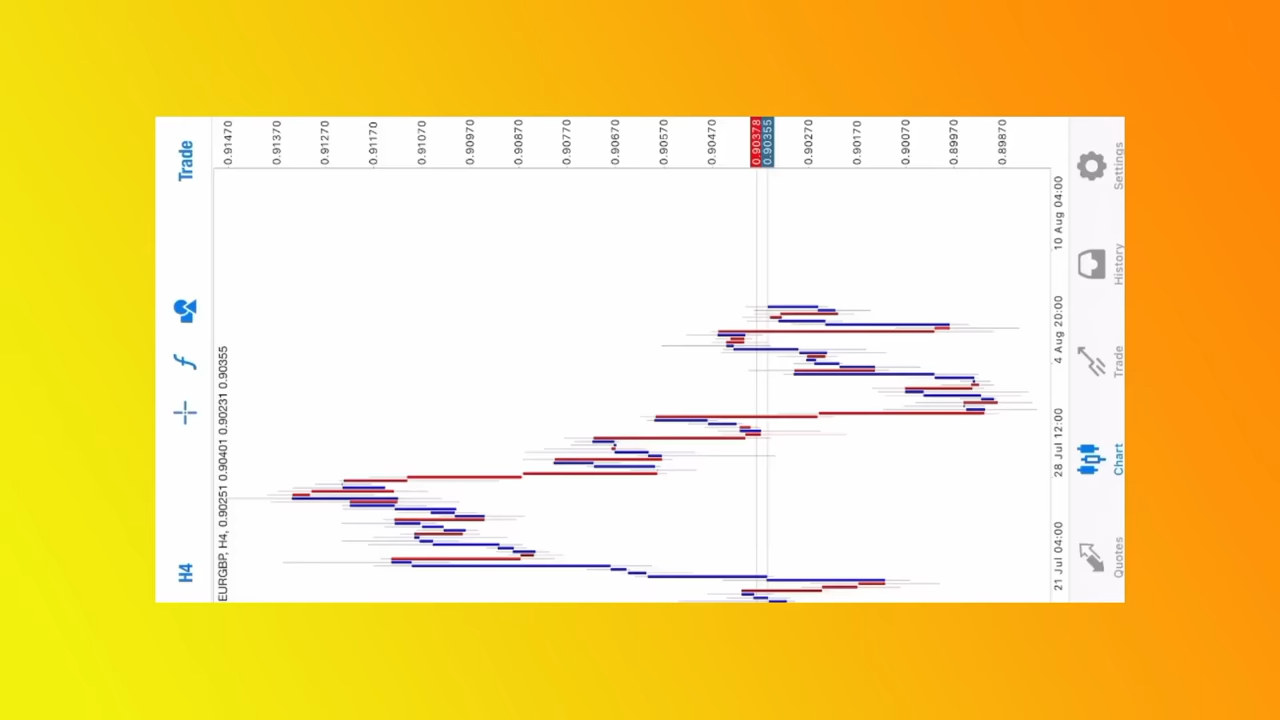 H4
Trade
EURGBP, H4, 0.90251 0.90401 0.90231 0.90355
0.91470
0.91370
0.91270
0.91170
0.91070
0.90970
0.90870
0.90770
0.90670
0.90570
0.90470
0.90378
0.90355
0.90270
0.90170
0.90070
0.89970
0.89870
21 Jul 04:00
28 Jul 12:00
4 Aug 20:00
10 Aug 04:00
Quotes
Chart
Trade
History
Settings